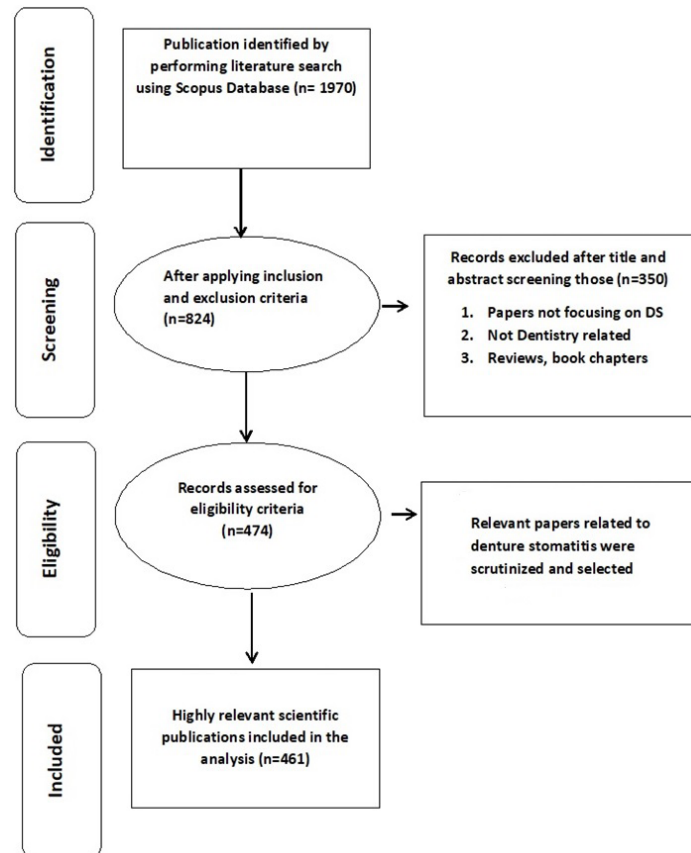 Identification
Publication identified by
performing literature search
using Scopus Database (n= 1970)
Screening
After applying inclusion
and exclusion criteria
(n=824)
Records excluded after title and
abstract screening those (n=350)
1. Papers not focusing on DS
2. Not Dentistry related
3. Reviews, book chapters
Eligibility
Records assessed for
eligibility criteria
(n=474)
Relevant papers related to
denture stomatitis were
scrutinized and selected
Included
Highly relevant scientific
publications included in the
analysis (n=461)